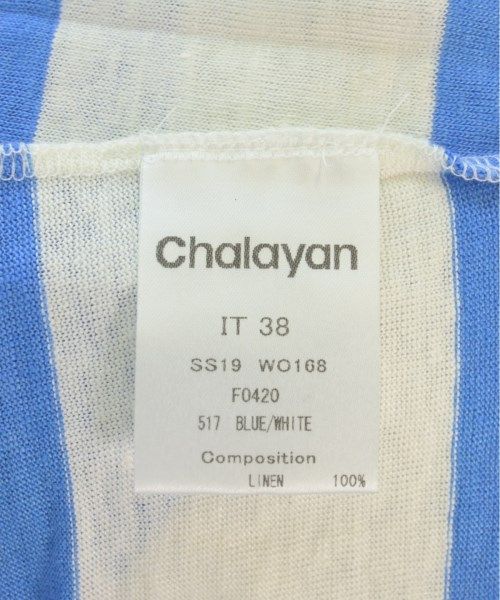 Chalayan
IT 38
SS19 WO168
F0420
517 BLUE/WHITE
Composition
LINEN 100%